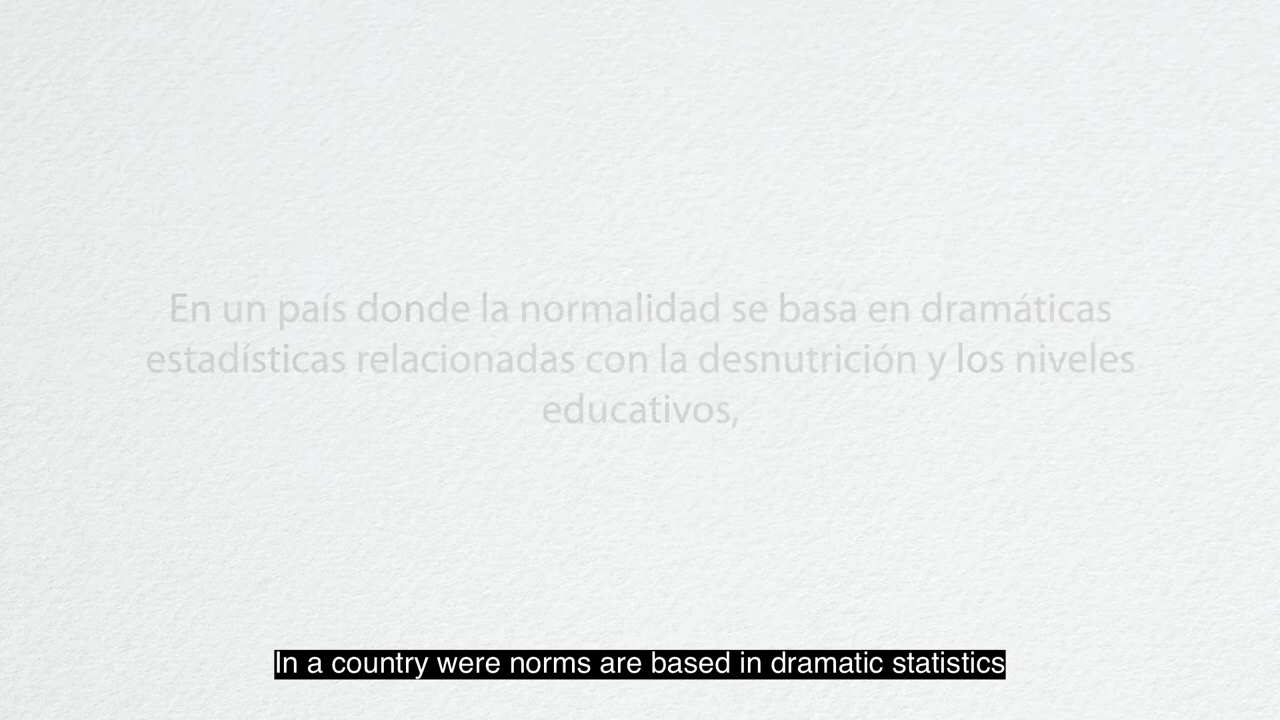 En un país donde la normalidad se basa en dramáticas
estadísticas relacionadas con la desnutrición y los niveles
educativos,
In a country were norms are based in dramatic statistics